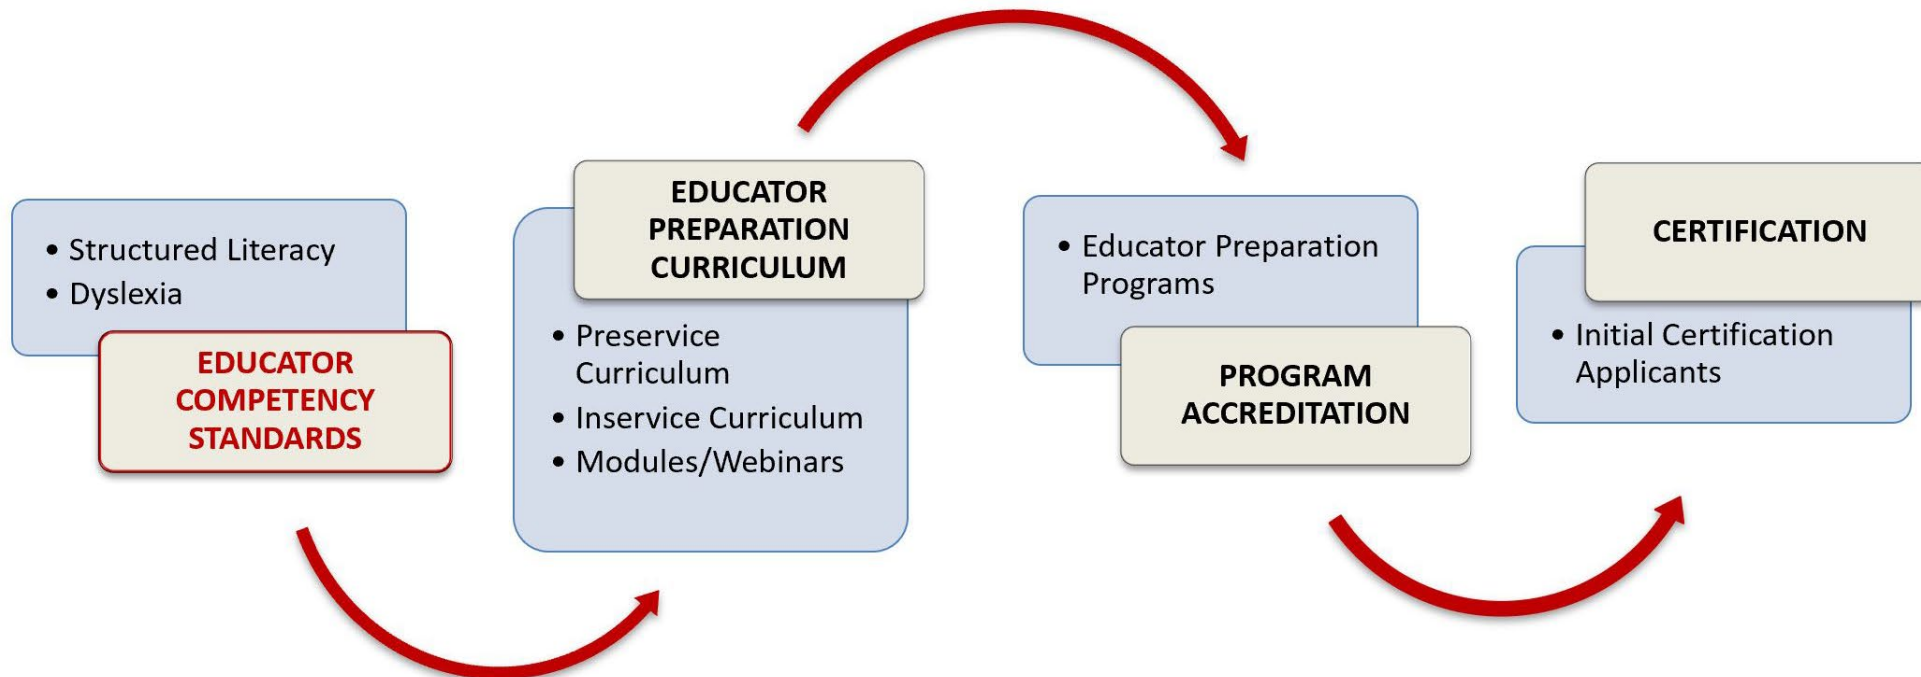 • Structured Literacy
• Dyslexia
EDUCATOR
COMPETENCY
STANDARDS
EDUCATOR
PREPARATION
CURRICULUM
• Preservice
Curriculum
• Inservice Curriculum
• Modules/Webinars
• Educator Preparation
Programs
PROGRAM
ACCREDITATION
CERTIFICATION
• Initial Certification
Applicants